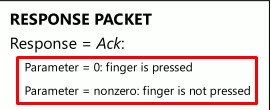 RESPONSE PACKET
Response = Ack:
Parameter = 0: finger is pressed
Parameter = nonzero: finger is not pressed